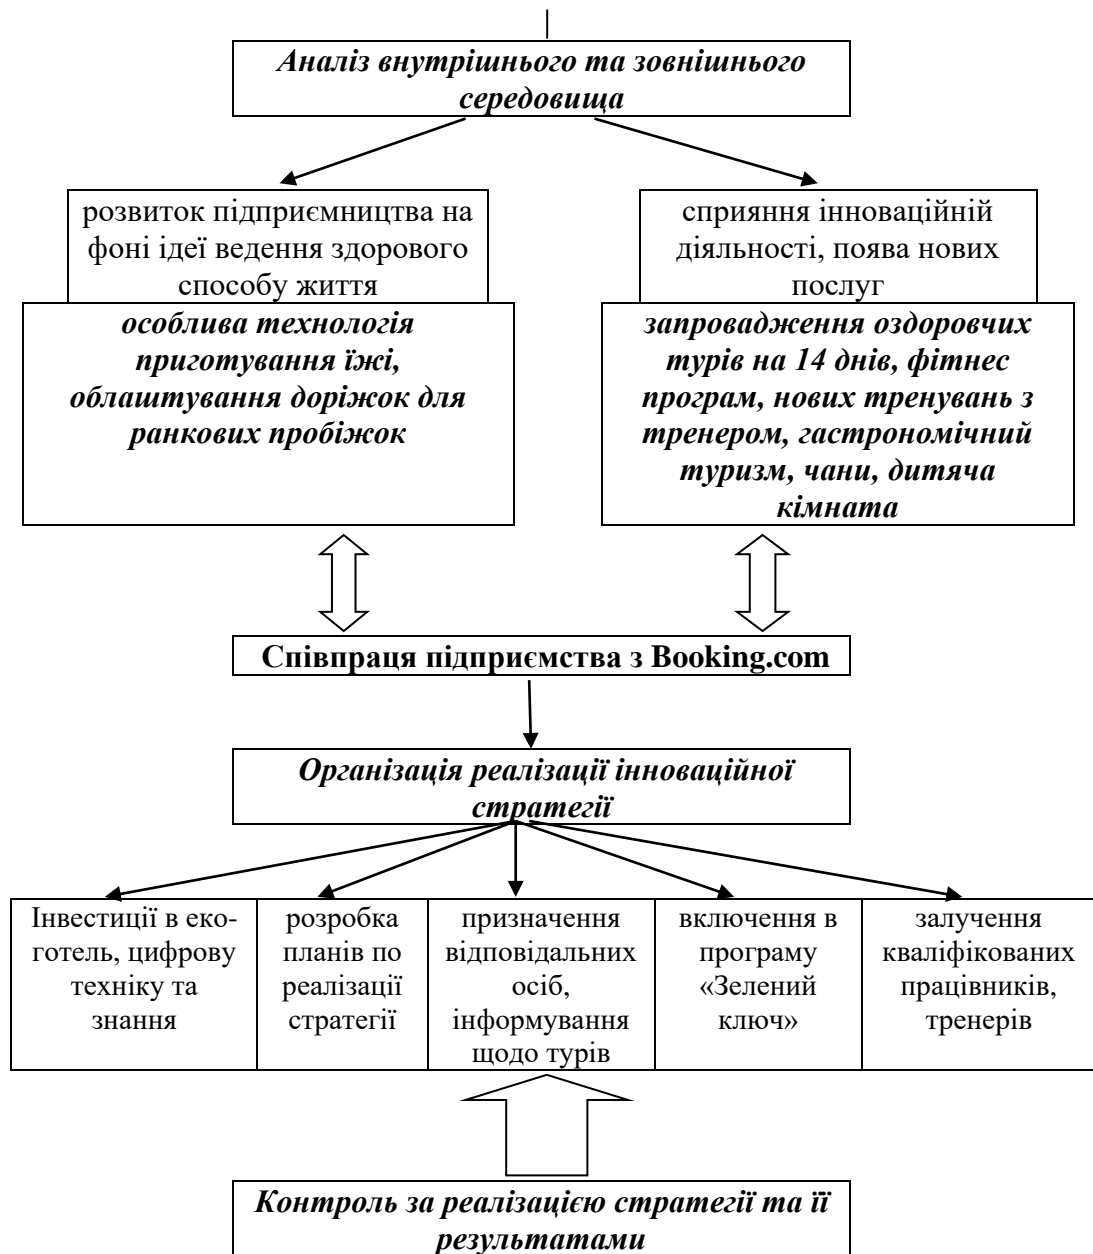 Аналіз внутрішнього та зовнішнього
середовища
розвиток підприємництва на
фоні ідеї ведення здорового
способу життя
особлива технологія
приготування їжі,
облаштування доріжок для
ранкових пробіжок
сприяння інноваційній
діяльності, поява нових
послуг
запровадження оздоровчих
турів на 14 днів, фітнес
програм, нових тренувань з
тренером, гастрономічний
туризм, чани, дитяча
кімната
Співпраця підприємства з Booking.com
Організація реалізації інноваційної
стратегії
Інвестиції в еко-
готель, цифрову
техніку та
знання
розробка
планів по
реалізації
стратегії
призначення
відповідальних
осіб,
інформування
щодо турів
включення в
програму
«Зелений
ключ»
залучення
кваліфікованих
працівників,
тренерів
Контроль за реалізацією стратегії та її
результатами